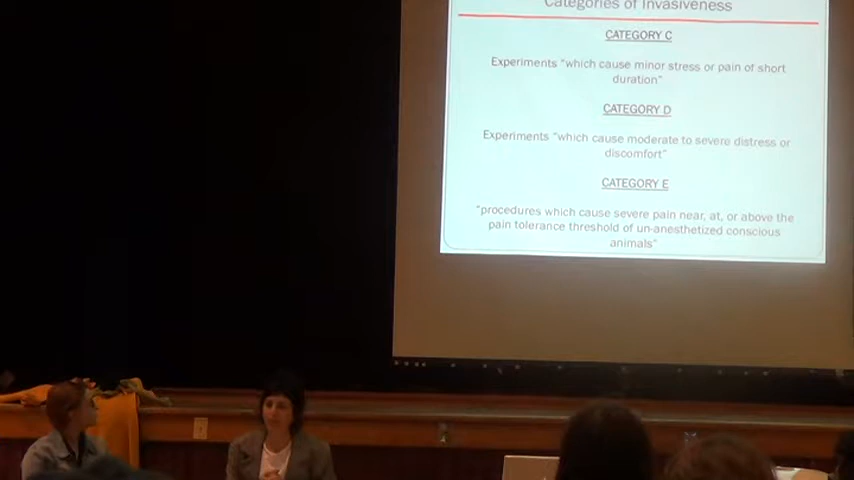 Categories of Invasiveness
CATEGORY C
Experiments "which cause minor stress or pain of short
duration"
CATEGORY D
Experiments "which cause moderate to severe distress or
discomfort"
CATEGORY E
"procedures which cause severe pain near, at, or above the
pain tolerance threshold of un-anesthetized conscious
animals"